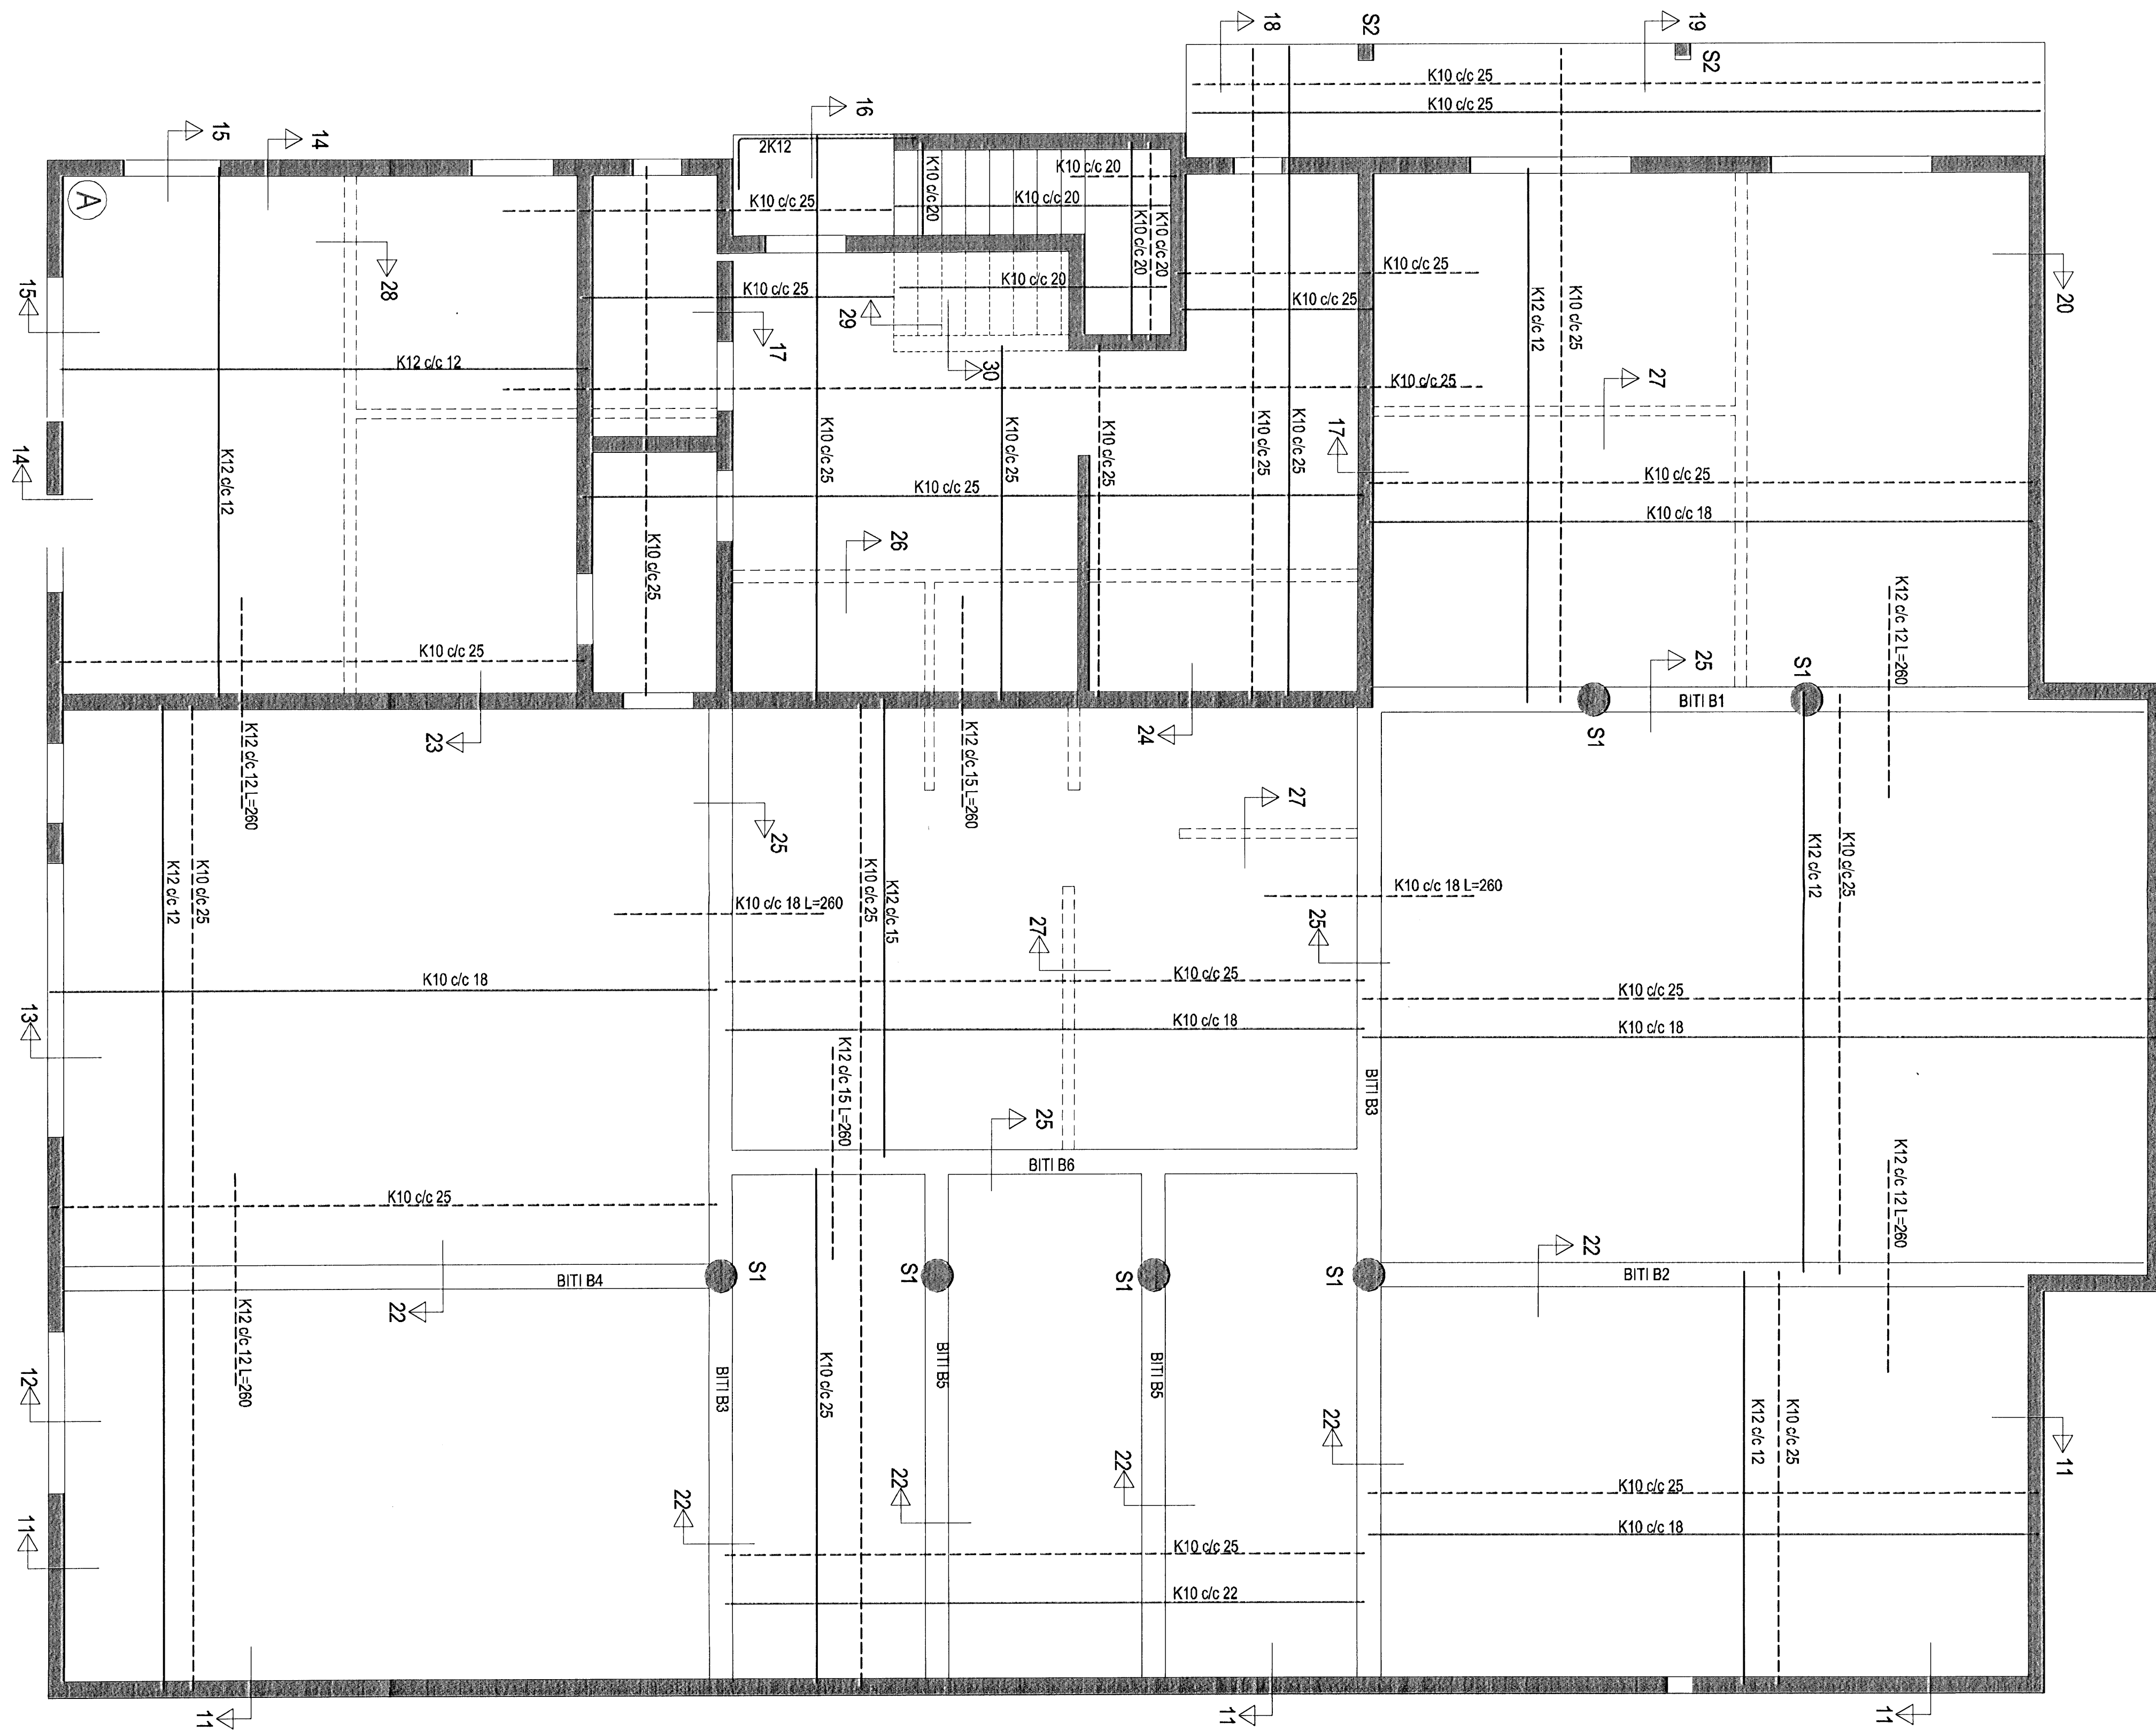 18
S2
19
S2
K10 c/c 25
K10 c/c 25
16
15
14
2K12
K10 c/c 20
K10 c/c 20
K10 c/c 20
K10 c/c 20
K10 c/c 20
K10 c/c 25
A
28
K10 c/c 25
K10 c/c 20
K10 c/c 25
K10 c/c 25
K12 c/c 12
K10 c/c 25
20
15
29
17
30
K12 c/c 12
K10 c/c 25
27
14
K12 c/c 12
K10 c/c 25
K10 c/c 25
K10 c/c 25
K10 c/c 25
K10 c/c 25
17
K10 c/c 25
K10 c/c 25
K10 c/c 18
K10 c/c 25
26
K12 c/c 12 L=260
K10 c/c 25
25
S1
BITI B1
S1
23
K12 c/c 12 L=260
K12 c/c 15 L=260
24
25
27
K12 c/c 12
K10 c/c 25
K10 c/c 25
K12 c/c 15
K12 c/c 12
K10 c/c 25
K10 c/c 18 L=260
K10 c/c 18 L=260
27
25
K10 c/c 18
K10 c/c 25
K10 c/c 25
13
K10 c/c 18
K10 c/c 18
K12 c/c 15 L=260
BITI B3
25
BITI B6
K12 c/c 12 L=260
K10 c/c 25
22
BITI B4
S1
S1
S1
S1
BITI B2
22
K12 c/c 12 L=260
12
BITI B3
K10 c/c 25
BITI B5
BITI B5
22
K12 c/c 12
K10 c/c 25
11
22
22
22
K10 c/c 25
11
K10 c/c 18
K10 c/c 25
K10 c/c 22
11
11
11